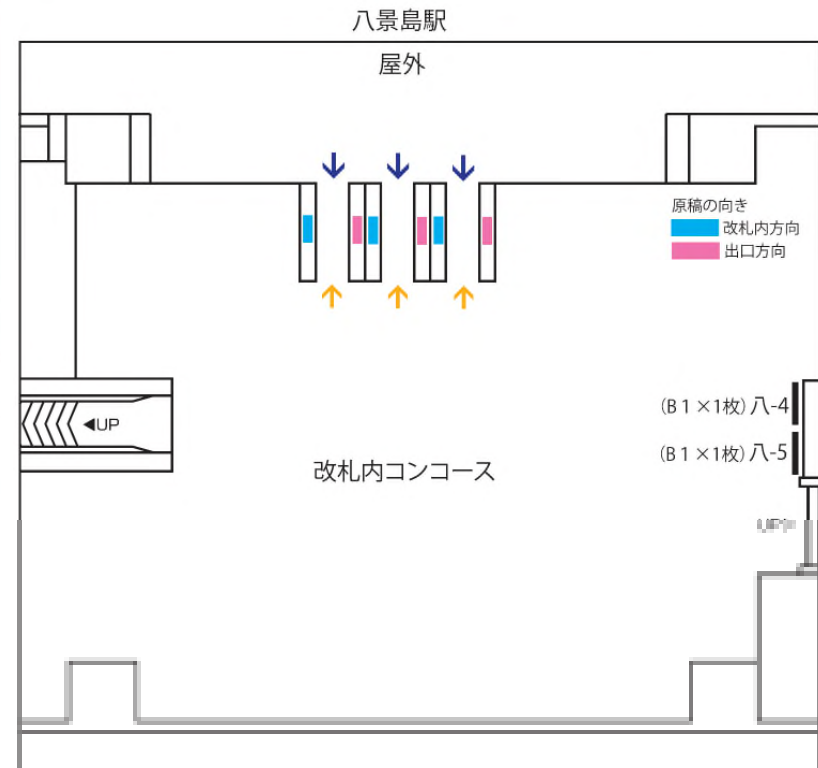 八景島駅
屋外
原稿の向き
改札内方向
出口方向
(B1×1枚) 八-4
◀UP
(B1×1枚) 八-5
改札内コンコース